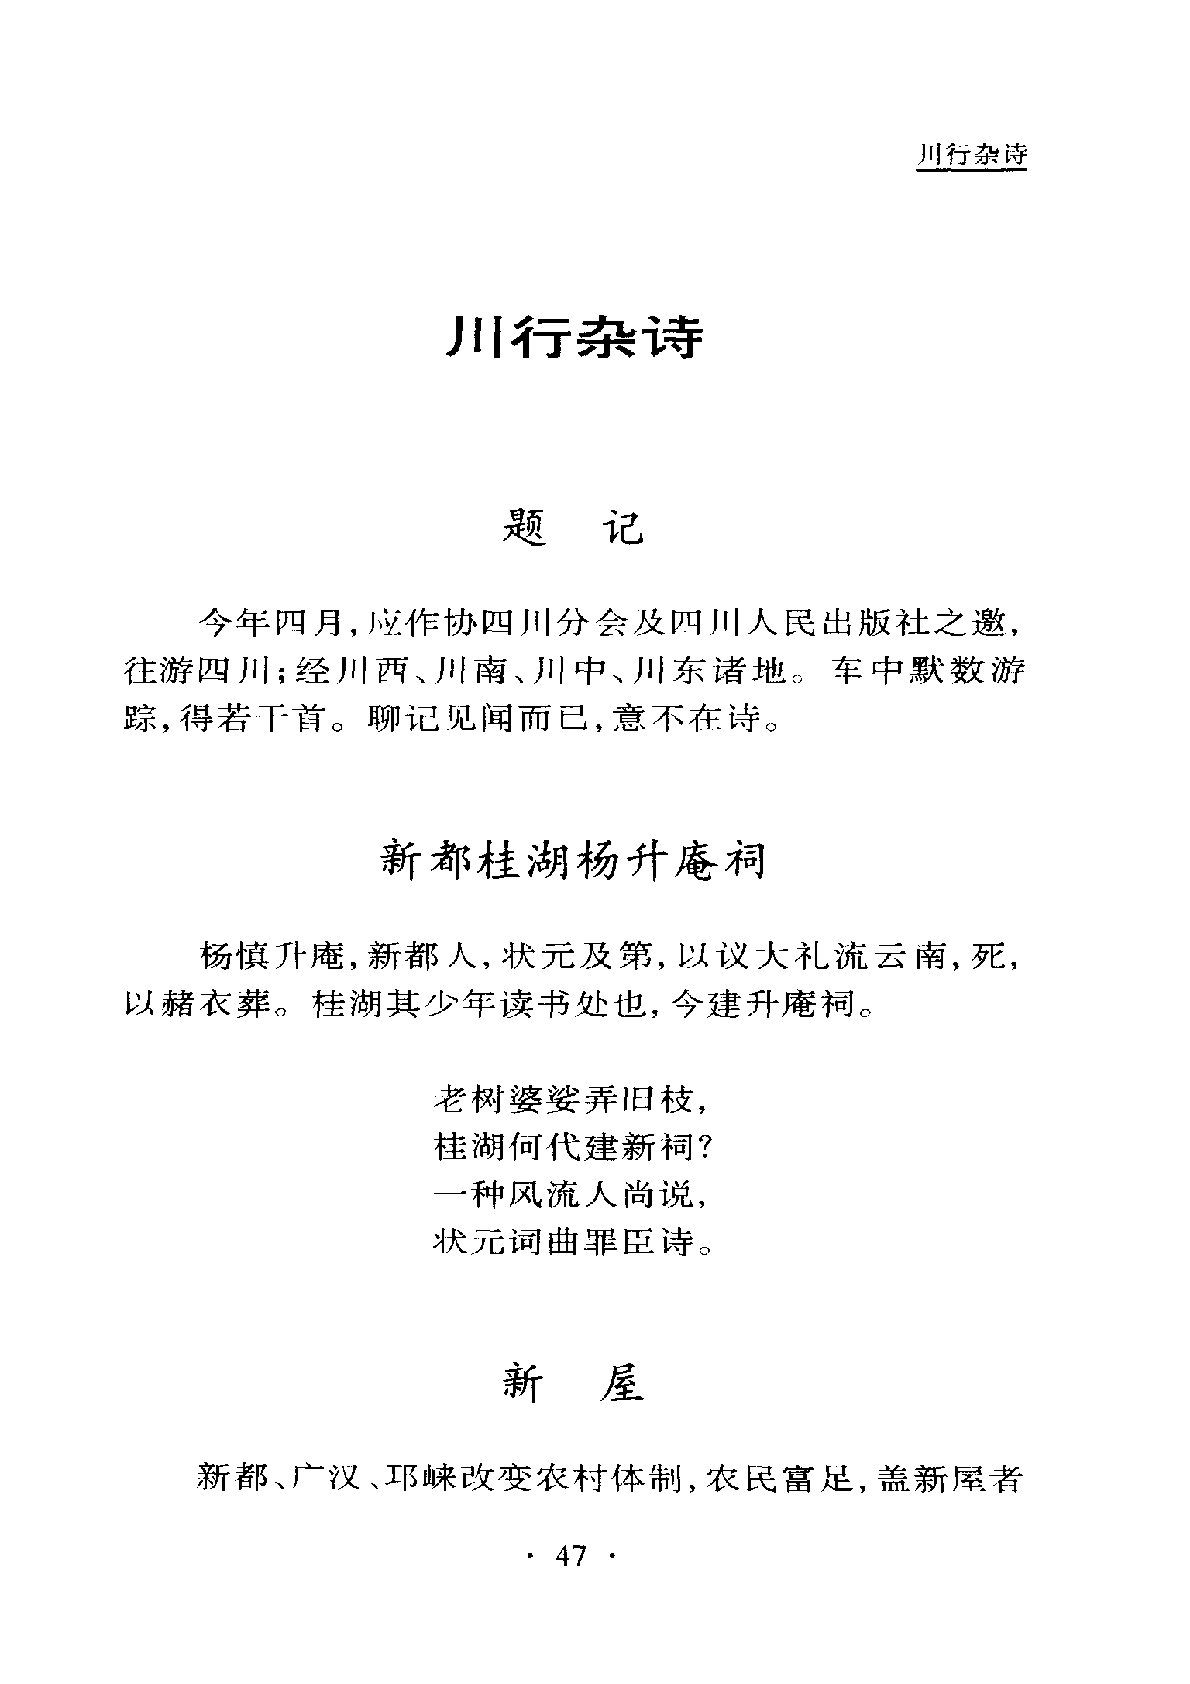 川行杂诗
川行杂诗
题 记
今年四月,应作协四川分会及四川人民出版社之邀,
往游四川;经川西、川南、川中、川东诸地。车中默数游
踪,得若干首。聊记见闻而已,意不在诗。
新都桂湖杨升庵祠
杨慎升庵,新都人,状元及第,以议大礼流云南,死,
以赭衣葬。桂湖其少年读书处也,今建升庵祠。
老树婆娑弄旧枝,
桂湖何代建新祠?
一种风流人尚说,
状元词曲罪臣诗。
新 屋
新都、广汉、邛崃改变农村体制,农民富足,盖新屋者
· 47 ·